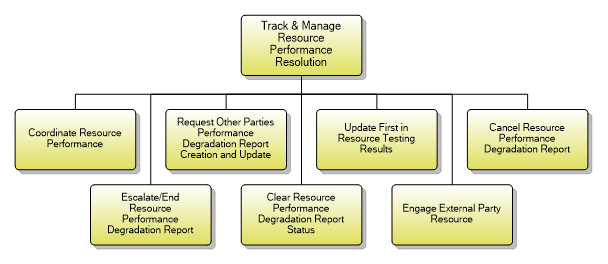 Track & Manage
Resource
Performance
Resolution
Coordinate Resource
Performance
Request Other Parties
Performance
Degradation Report
Creation and Update
Update First in
Resource Testing
Results
Cancel Resource
Performance
Degradation Report
Escalate/End
Resource
Performance
Degradation Report
Clear Resource
Performance
Degradation Report
Status
Engage External Party
Resource